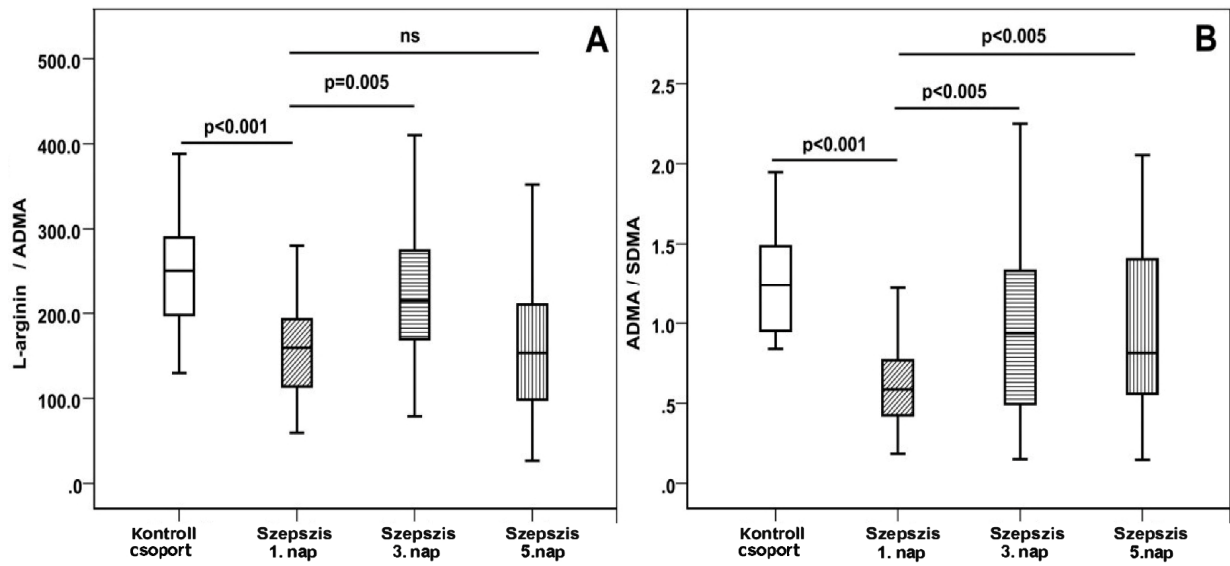 A
ns
500.0
p=0.005
400.0
p<0.001
300.0
200.0
100.0
.0
L-arginin / ADMA
Kontroll
csoport
Szepszis
1. nap
Szepszis
3. nap
Szepszis
5.nap
B
p<0.005
2.5
p<0.005
2.0
p<0.001
1.5
1.0
.5
.0
ADMA / SDMA
Kontroll
csoport
Szepszis
1. nap
Szepszis
3. nap
Szepszis
5.nap